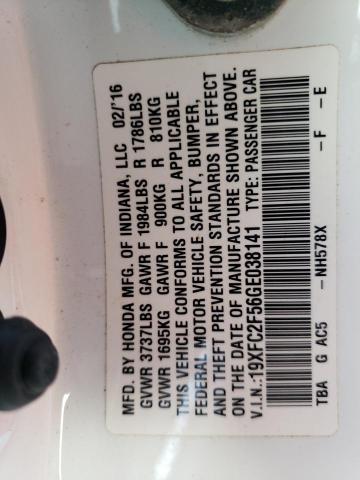 MFD. BY HONDA MFG. OF INDIANA, LLC 02/'16
GVWR 3737LBS GAWR F 1984LBS R 1786LBS
GVWR 1695KG GAWR F 900KG R 810KG
THIS VEHICLE CONFORMS TO ALL APPLICABLE
FEDERAL MOTOR VEHICLE SAFETY, BUMPER,
AND THEFT PREVENTION STANDARDS IN EFFECT
ON THE DATE OF MANUFACTURE SHOWN ABOVE.
V.I.N.:19XFC2F56GE038141 TYPE: PASSENGER CAR
TBA G AC5 -NH578X -F -E